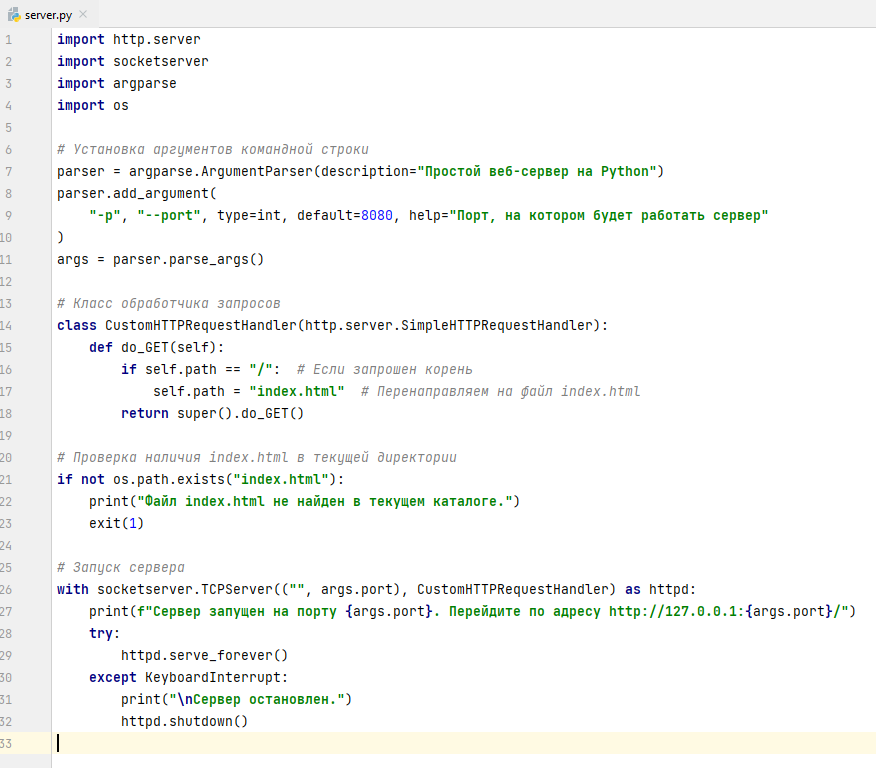 server.py
1 import http.server
2 import socketserver
3 import argparse
4 import os
5
6 # Установка аргументов командной строки
7 parser = argparse.ArgumentParser(description="Простой веб-сервер на Python")
8 parser.add_argument(
9     "-p", "--port", type=int, default=8080, help="Порт, на котором будет работать сервер"
10 )
11 args = parser.parse_args()
12
13 # Класс обработчика запросов
14 class CustomHTTPRequestHandler(http.server.SimpleHTTPRequestHandler):
15     def do_GET(self):
16         if self.path == "/":  # Если запрошен корень
17             self.path = "index.html"  # Перенаправляем на файл index.html
18         return super().do_GET()
19
20 # Проверка наличия index.html в текущей директории
21 if not os.path.exists("index.html"):
22     print("Файл index.html не найден в текущем каталоге.")
23     exit(1)
24
25 # Запуск сервера
26 with socketserver.TCPServer(("", args.port), CustomHTTPRequestHandler) as httpd:
27     print(f"Сервер запущен на порту {args.port}. Перейдите по адресу http://127.0.0.1:{args.port}/")
28     try:
29         httpd.serve_forever()
30     except KeyboardInterrupt:
31         print("\nСервер остановлен.")
32         httpd.shutdown()
33